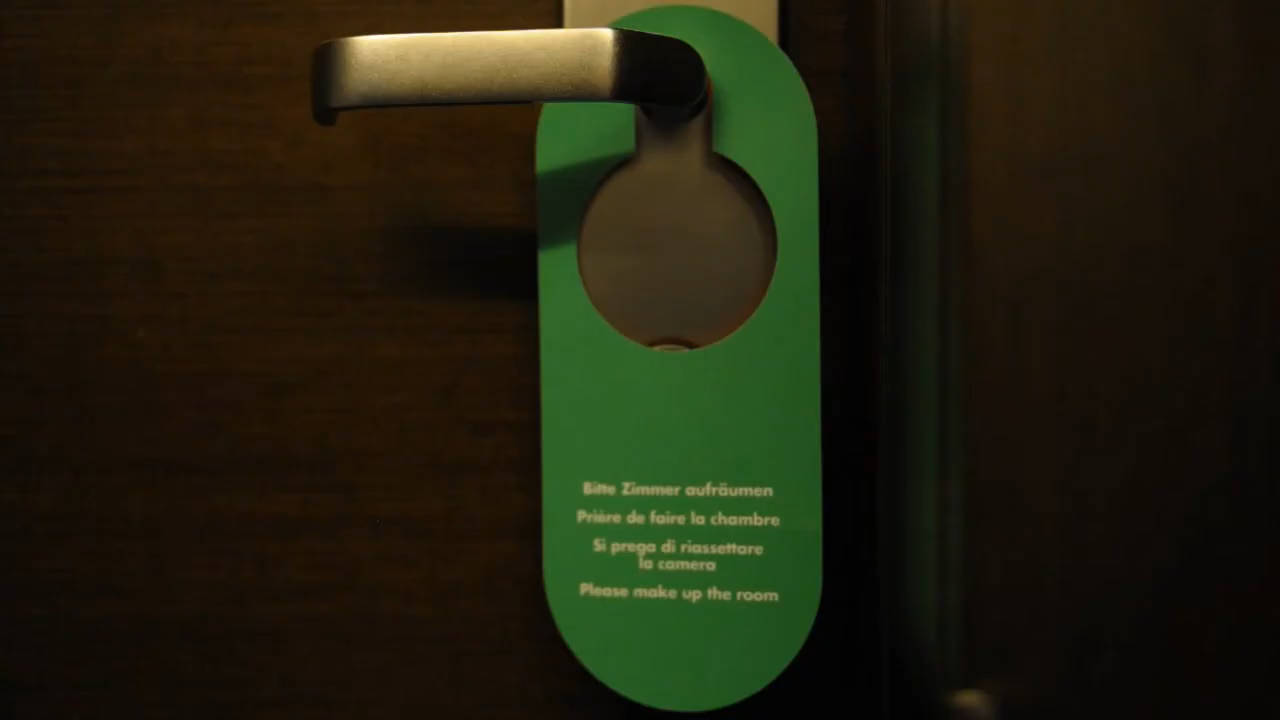 Bitte Zimmer aufräumen
Prière de faire la chambre
Si prega di riassettare
la camera
Please make up the room